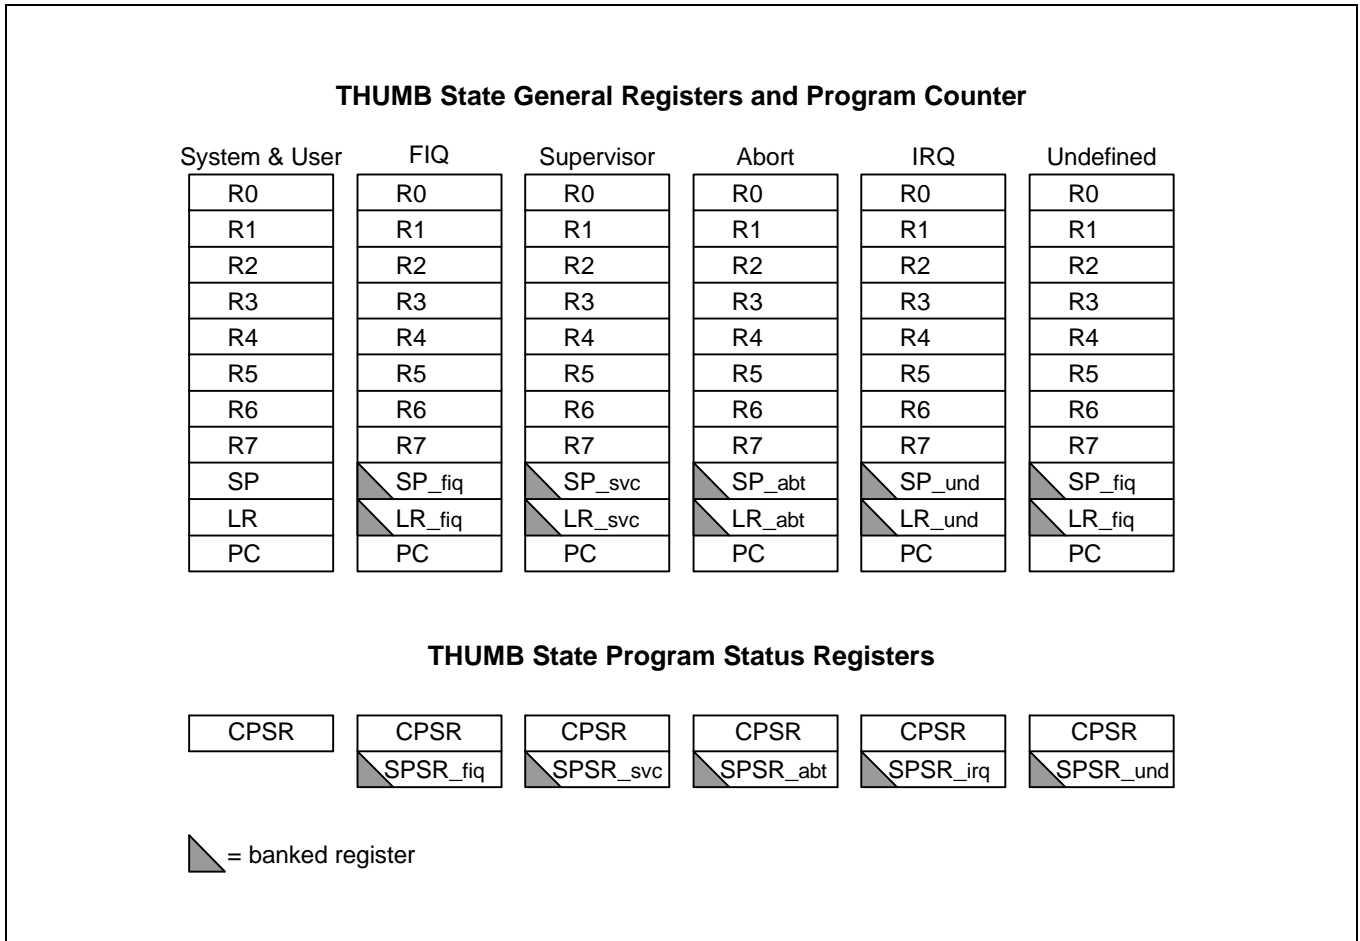 THUMB State General Registers and Program Counter
System & User FIQ Supervisor Abort IRQ Undefined
R0 R0 R0 R0 R0 R0
R1 R1 R1 R1 R1 R1
R2 R2 R2 R2 R2 R2
R3 R3 R3 R3 R3 R3
R4 R4 R4 R4 R4 R4
R5 R5 R5 R5 R5 R5
R6 R6 R6 R6 R6 R6
R7 R7 R7 R7 R7 R7
SP SP_fiq SP_svc SP_abt SP_und SP_fiq
LR LR_fiq LR_svc LR_abt LR_und LR_fiq
PC PC PC PC PC PC
THUMB State Program Status Registers
CPSR CPSR CPSR CPSR CPSR CPSR
SPSR_fiq SPSR_svc SPSR_abt SPSR_irq SPSR_und
= banked register